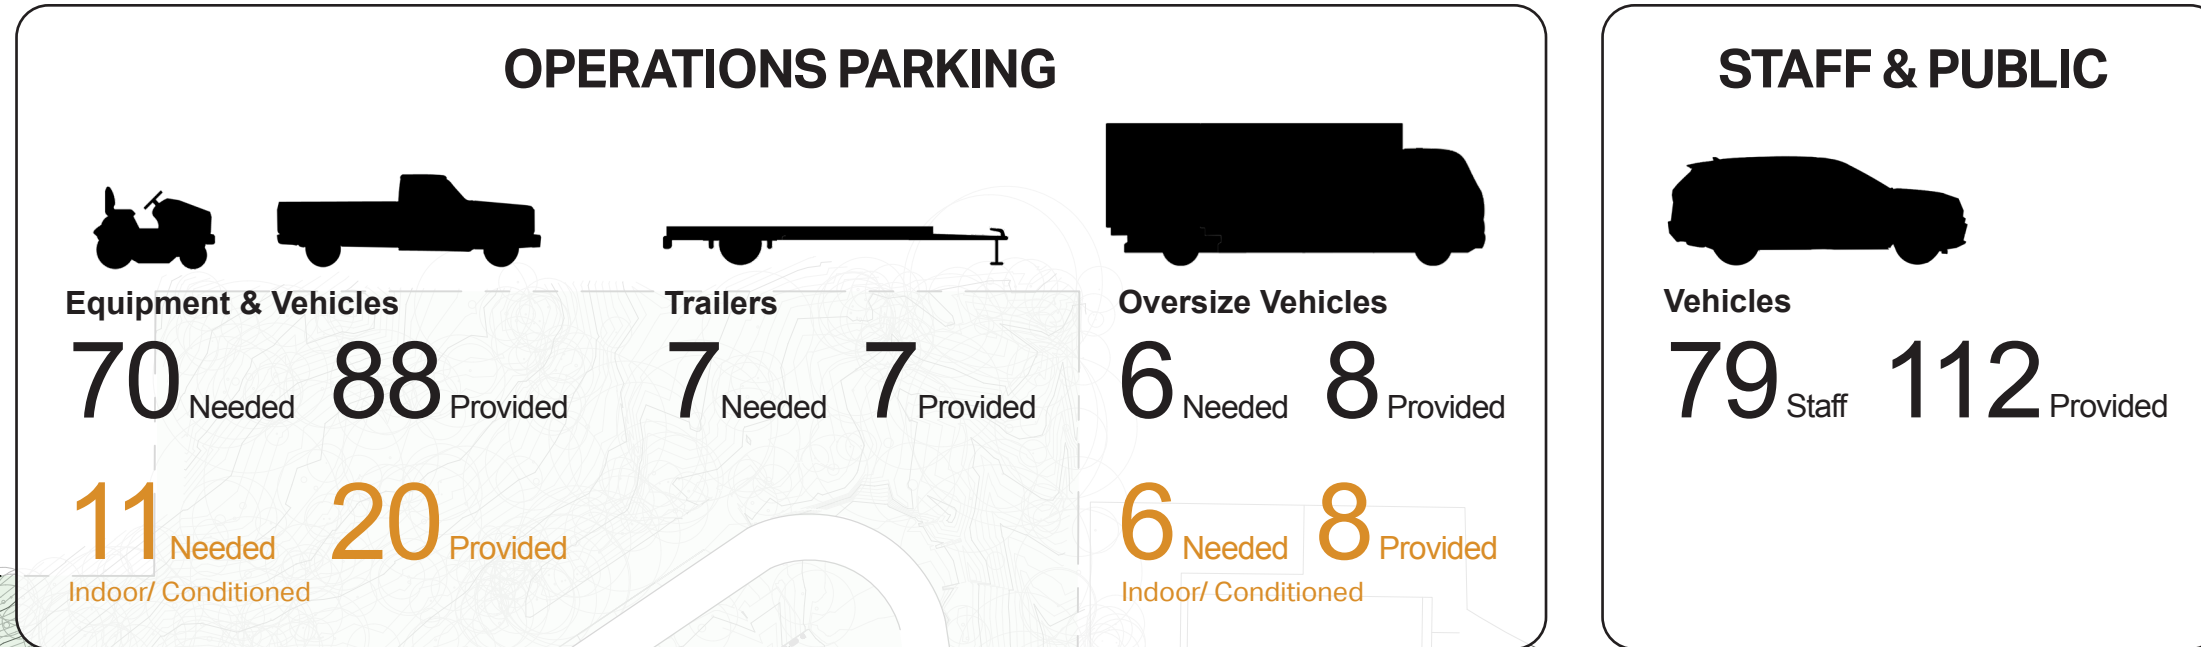 OPERATIONS PARKING
Equipment & Vehicles
70 Needed 88 Provided
11 Needed 20 Provided
Indoor/ Conditioned
Trailers
7 Needed 7 Provided
Oversize Vehicles
6 Needed 8 Provided
6 Needed 8 Provided
Indoor/ Conditioned
STAFF & PUBLIC
Vehicles
79 Staff 112 Provided